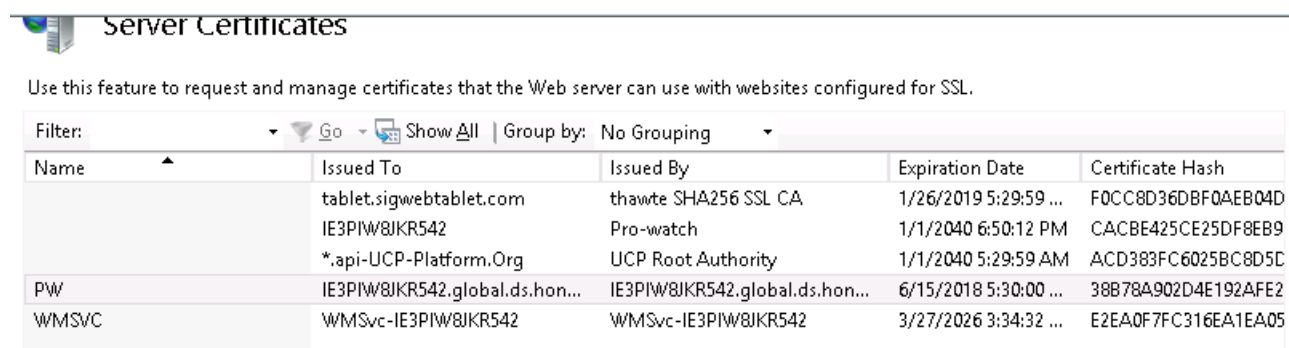 Server Certificates
Use this feature to request and manage certificates that the Web server can use with websites configured for SSL.
Filter: Go Show All | Group by: No Grouping
Name Issued To Issued By Expiration Date Certificate Hash
tablet.sigwebtablet.com thawte SHA256 SSL CA 1/26/2019 5:29:59 ... F0CC8D36DBF0AEB04D
IE3PIW8JKR542 Pro-watch 1/1/2040 6:50:12 PM CACBE425CE25DF8EB9
*.api-UCP-Platform.Org UCP Root Authority 1/1/2040 5:29:59 AM ACD383FC6025BC8D5D
PW IE3PIW8JKR542.global.ds.hon... IE3PIW8JKR542.global.ds.hon... 6/15/2018 5:30:00 ... 38B78A902D4E192AFE2
WMSVC WMSvc-IE3PIW8JKR542 WMSvc-IE3PIW8JKR542 3/27/2026 3:34:32 ... E2EA0F7FC316EA1EA05